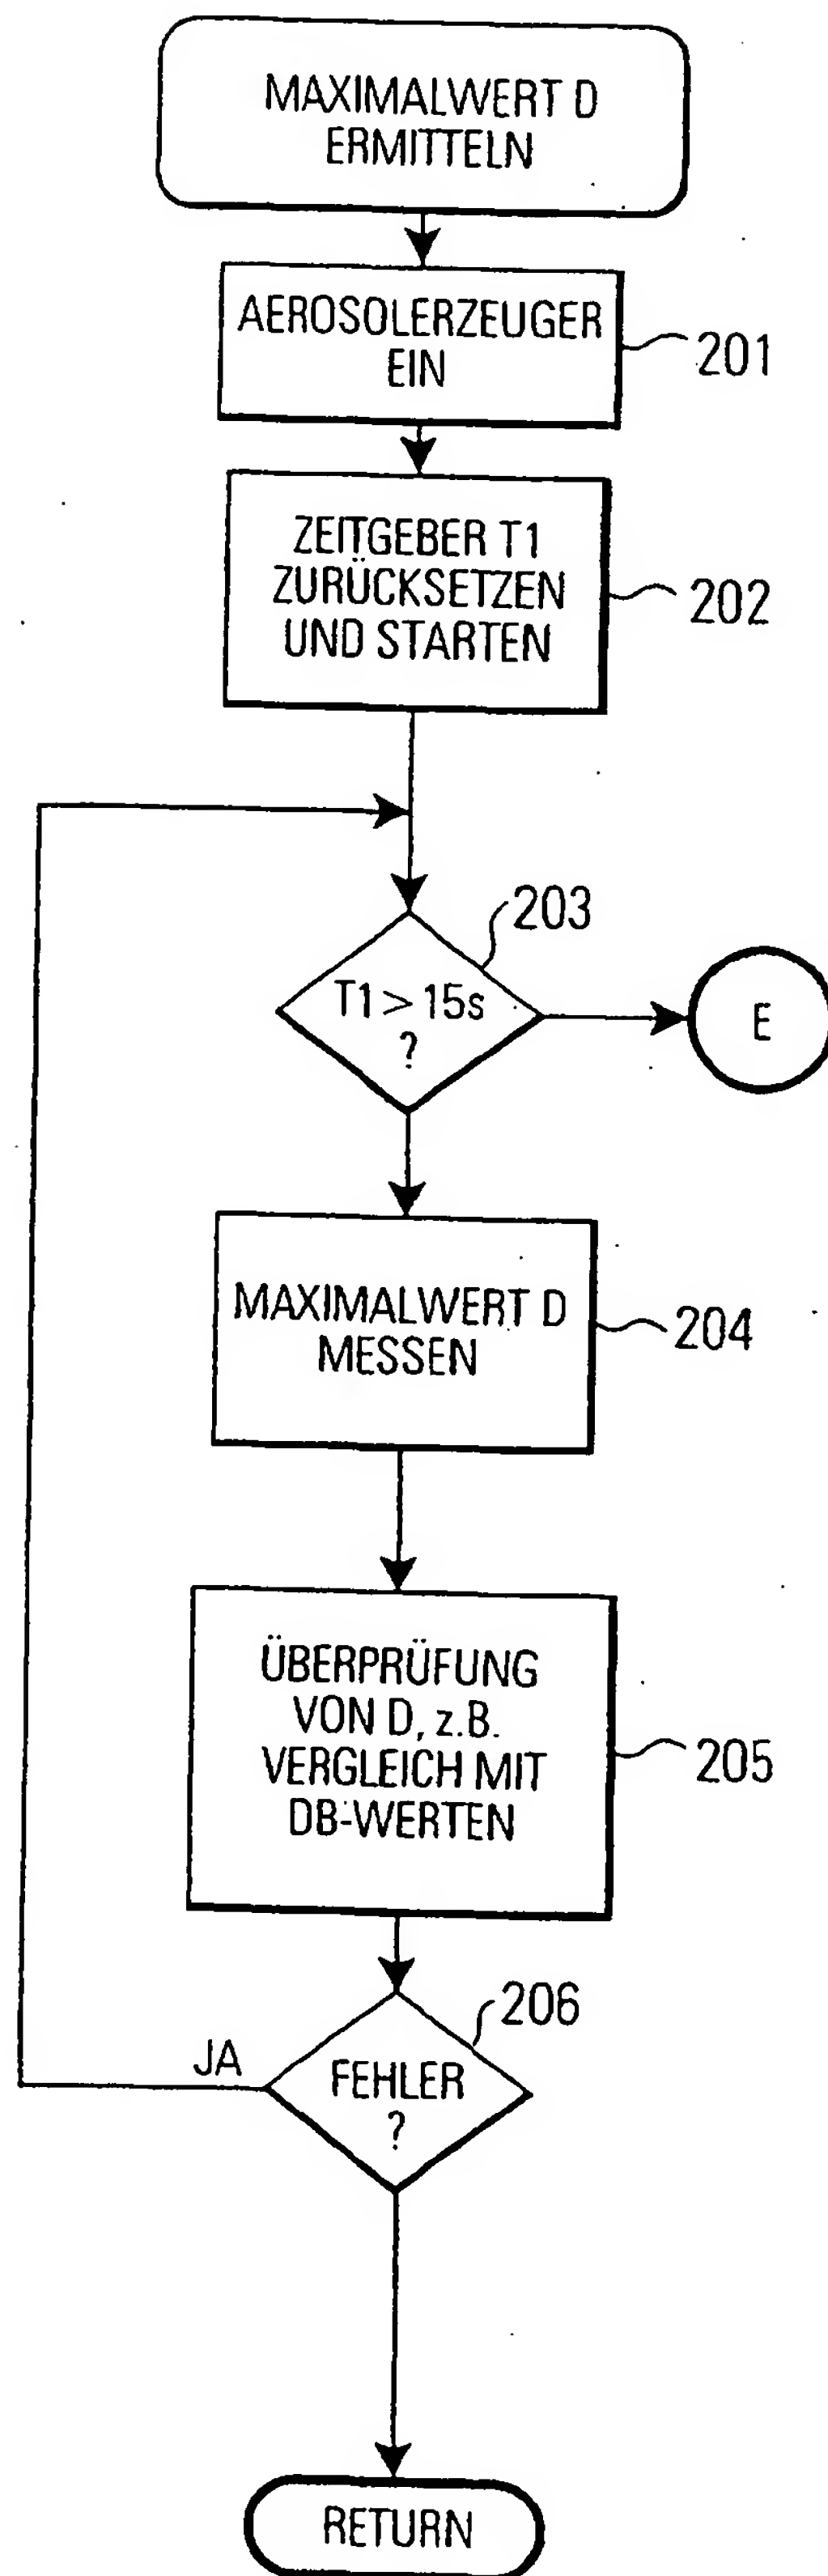 MAXIMALWERT D
ERMITTELN
AEROSOLERZEUGER
EIN
201
ZEITGEBER T1
ZURÜCKSETZEN
UND STARTEN
202
203
T1 > 15s
?
E
MAXIMALWERT D
MESSEN
204
ÜBERPRÜFUNG
VON D, z.B.
VERGLEICH MIT
DB-WERTEN
205
206
JA
FEHLER
?
RETURN